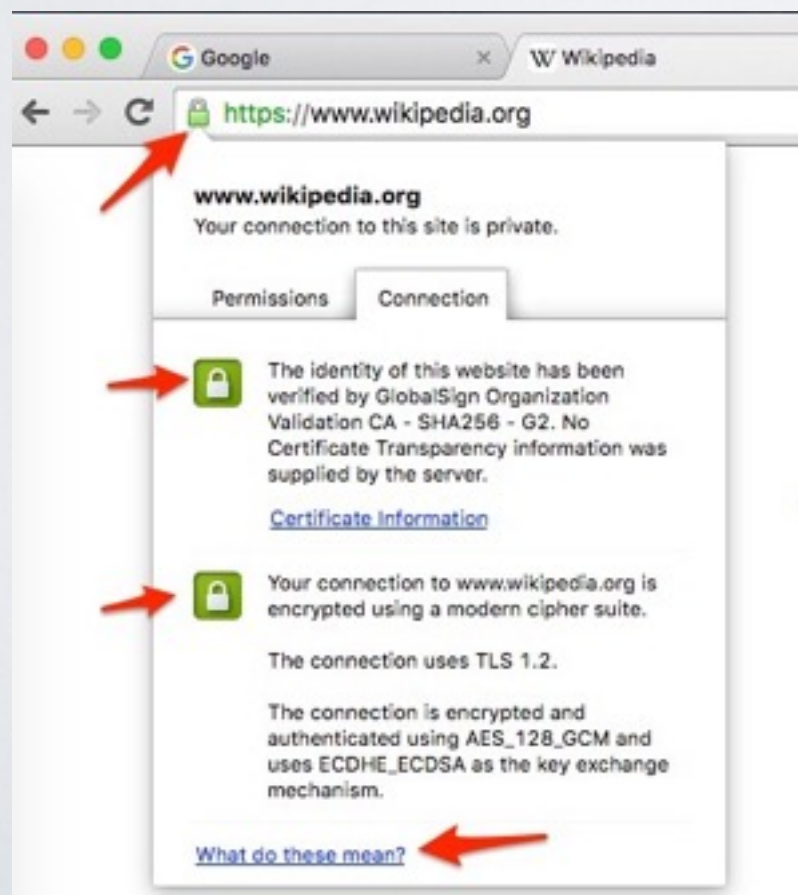 Google × W Wikipedia
https://www.wikipedia.org
www.wikipedia.org
Your connection to this site is private.
Permissions Connection
The identity of this website has been
verified by GlobalSign Organization
Validation CA - SHA256 - G2. No
Certificate Transparency information was
supplied by the server.
Certificate Information
Your connection to www.wikipedia.org is
encrypted using a modern cipher suite.
The connection uses TLS 1.2.
The connection is encrypted and
authenticated using AES_128_GCM and
uses ECDHE_ECDSA as the key exchange
mechanism.
What do these mean?